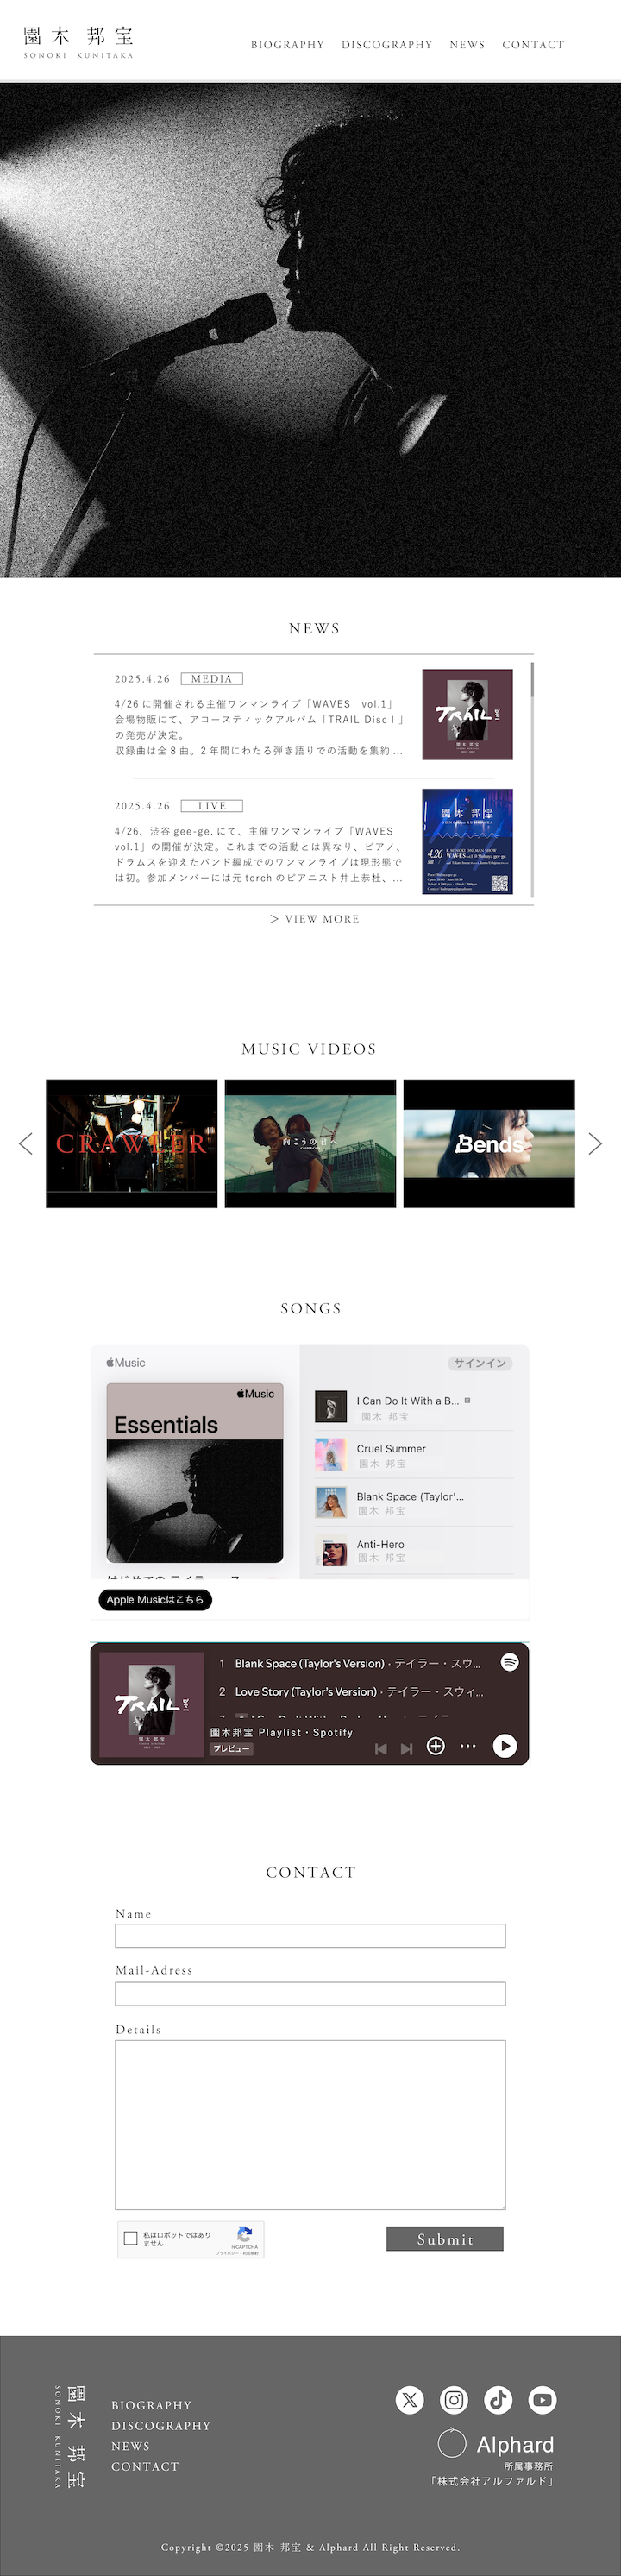 園木 邦宝
SONOKI KUNITAKA
BIOGRAPHY DISCOGRAPHY NEWS CONTACT
NEWS
2025.4.26 MEDIA
4/26 に開催される主催ワンマンライブ「WAVES vol.1」
会場物販にて、アコースティックアルバム「TRAIL Disc I 」
の発売が決定。
収録曲は全 8 曲。2 年間にわたる弾き語りでの活動を集約 ...
TRAIL
園木 邦宝
2025.4.26 LIVE
4/26、渋谷 gee-ge. にて、主催ワンマンライブ「WAVES
vol.1」の開催が決定。これまでの活動とは異なり、ピアノ、
ドラムスを迎えたバンド編成でのワンマンライブは現形態で
は初。参加メンバーには元 torch のピアニスト井上恭杜、...
園木 邦宝
4.26
> VIEW MORE
MUSIC VIDEOS
CRAWLER
向こうの君へ
Bends
SONGS
Music
サインイン
Music
Essentials
I Can Do It With a B... E
園木 邦宝
Cruel Summer
園木 邦宝
Blank Space (Taylor'...
園木 邦宝
Anti-Hero
園木 邦宝
Apple Musicはこちら
TRAIL
園木 邦宝
1 Blank Space (Taylor's Version) · テイラー・スウ...
2 Love Story (Taylor's Version) · テイラー・スウィ...
園木邦宝 Playlist・Spotify
プレビュー
CONTACT
Name
Mail-Adress
Details
私はロボットではあり
ません
reCAPTCHA
プライバシー - 利用規約
Submit
園木 邦宝
SONOKI KUNITAKA
BIOGRAPHY
DISCOGRAPHY
NEWS
CONTACT
Alphard
所属事務所
「株式会社アルファルド」
Copyright ©2025 園木 邦宝 & Alphard All Right Reserved.